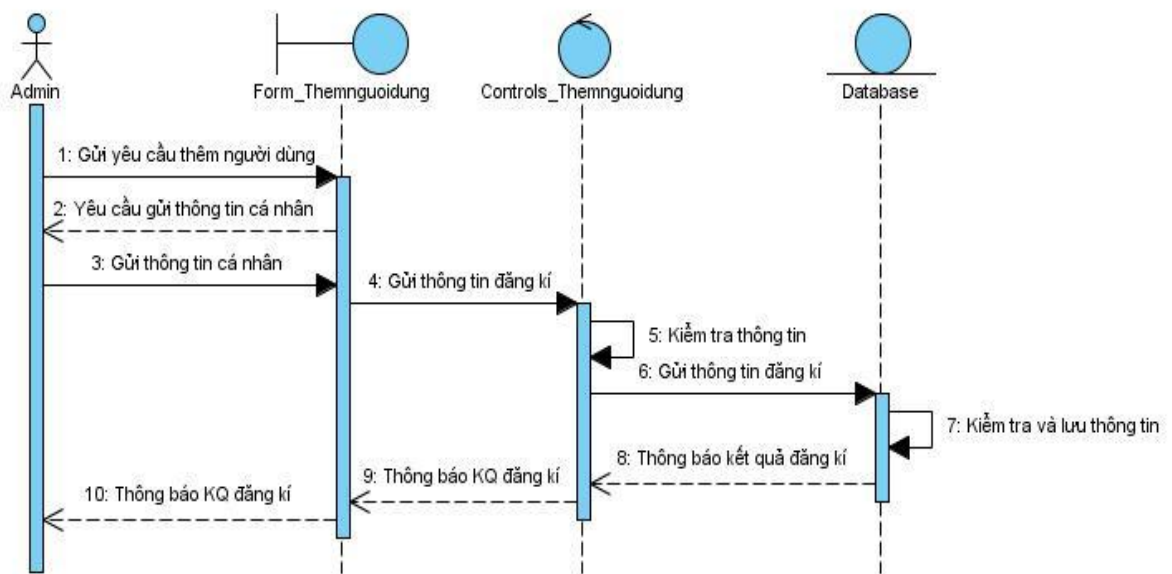 Admin
Form_Themnguoidung
Controls_Themnguoidung
Database
1: Gửi yêu cầu thêm người dùng
2: Yêu cầu gửi thông tin cá nhân
3: Gửi thông tin cá nhân
4: Gửi thông tin đăng kí
5: Kiểm tra thông tin
6: Gửi thông tin đăng kí
7: Kiểm tra và lưu thông tin
8: Thông báo kết quả đăng kí
9: Thông báo KQ đăng kí
10: Thông báo KQ đăng kí